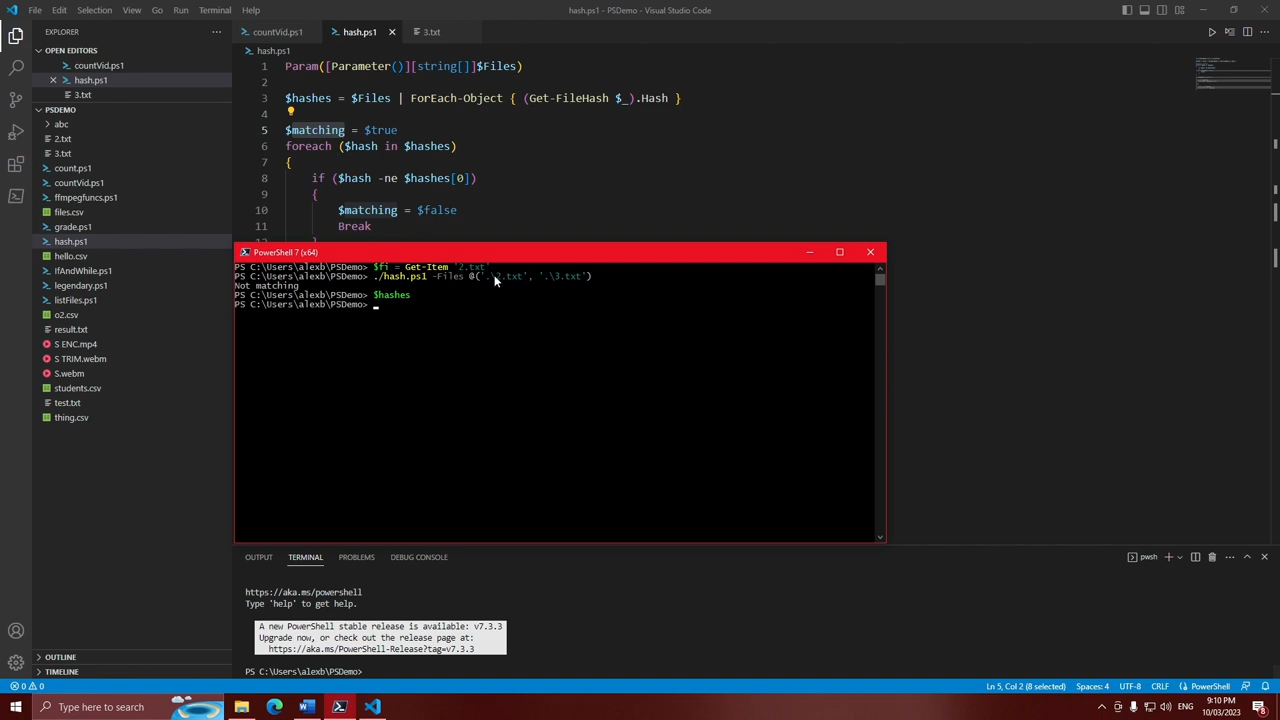 File Edit Selection View Go Run Terminal Help
hash.ps1 - PSDemo - Visual Studio Code
EXPLORER
OPEN EDITORS
countVid.ps1
hash.ps1
3.txt
PSDEMO
abc
2.txt
3.txt
count.ps1
countVid.ps1
ffmpegfuncs.ps1
files.csv
grade.ps1
hash.ps1
hello.csv
IfAndWhile.ps1
legendary.ps1
listFiles.ps1
o2.csv
result.txt
S ENC.mp4
S TRIM.webm
S.webm
students.csv
test.txt
thing.csv
OUTLINE
TIMELINE
countVid.ps1 hash.ps1 3.txt
hash.ps1
1 Param([Parameter()][string[]]$Files)
2
3 $hashes = $Files | ForEach-Object { (Get-FileHash $_).Hash }
4
5 $matching = $true
6 foreach ($hash in $hashes)
7 {
8 if ($hash -ne $hashes[0])
9 {
10 $matching = $false
11 Break
PowerShell 7 (x64)
PS C:\Users\alexb\PSDemo> $fi = Get-Item '2.txt'
PS C:\Users\alexb\PSDemo> ./hash.ps1 -Files @('.\2.txt', '.\3.txt')
Not matching
PS C:\Users\alexb\PSDemo> $hashes
PS C:\Users\alexb\PSDemo>
OUTPUT TERMINAL PROBLEMS DEBUG CONSOLE
pwsh
https://aka.ms/powershell
Type 'help' to get help.
A new PowerShell stable release is available: v7.3.3
Upgrade now, or check out the release page at:
https://aka.ms/PowerShell-Release?tag=v7.3.3
PS C:\Users\alexb\PSDemo>
0 0
Ln 5, Col 2 (8 selected) Spaces: 4 UTF-8 CRLF PowerShell
Type here to search
ENG
9:10 PM
10/03/2023
8